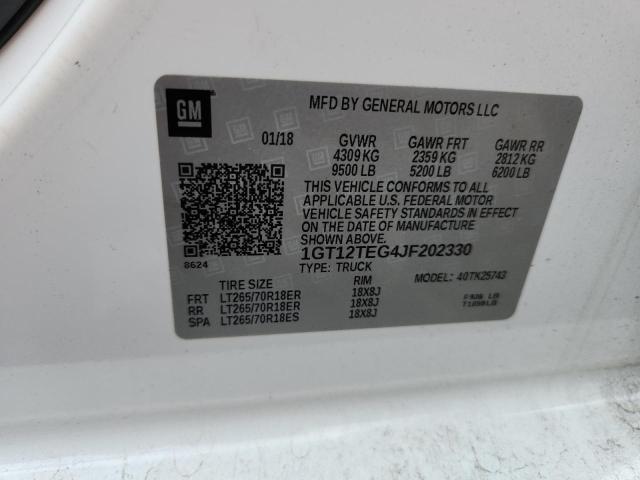 GM
MFD BY GENERAL MOTORS LLC
01/18 GVWR GAWR FRT GAWR RR
4309 KG 2359 KG 2812 KG
9500 LB 5200 LB 6200 LB
THIS VEHICLE CONFORMS TO ALL
APPLICABLE U.S. FEDERAL MOTOR
VEHICLE SAFETY STANDARDS IN EFFECT
ON THE DATE OF MANUFACTURE
SHOWN ABOVE.
8624
1GT12TEG4JF202330
TYPE: TRUCK MODEL: 40TK25743
TIRE SIZE RIM
FRT LT265/70R18ER 18X8J
RR LT265/70R18ER 18X8J
SPA LT265/70R18ES 18X8J